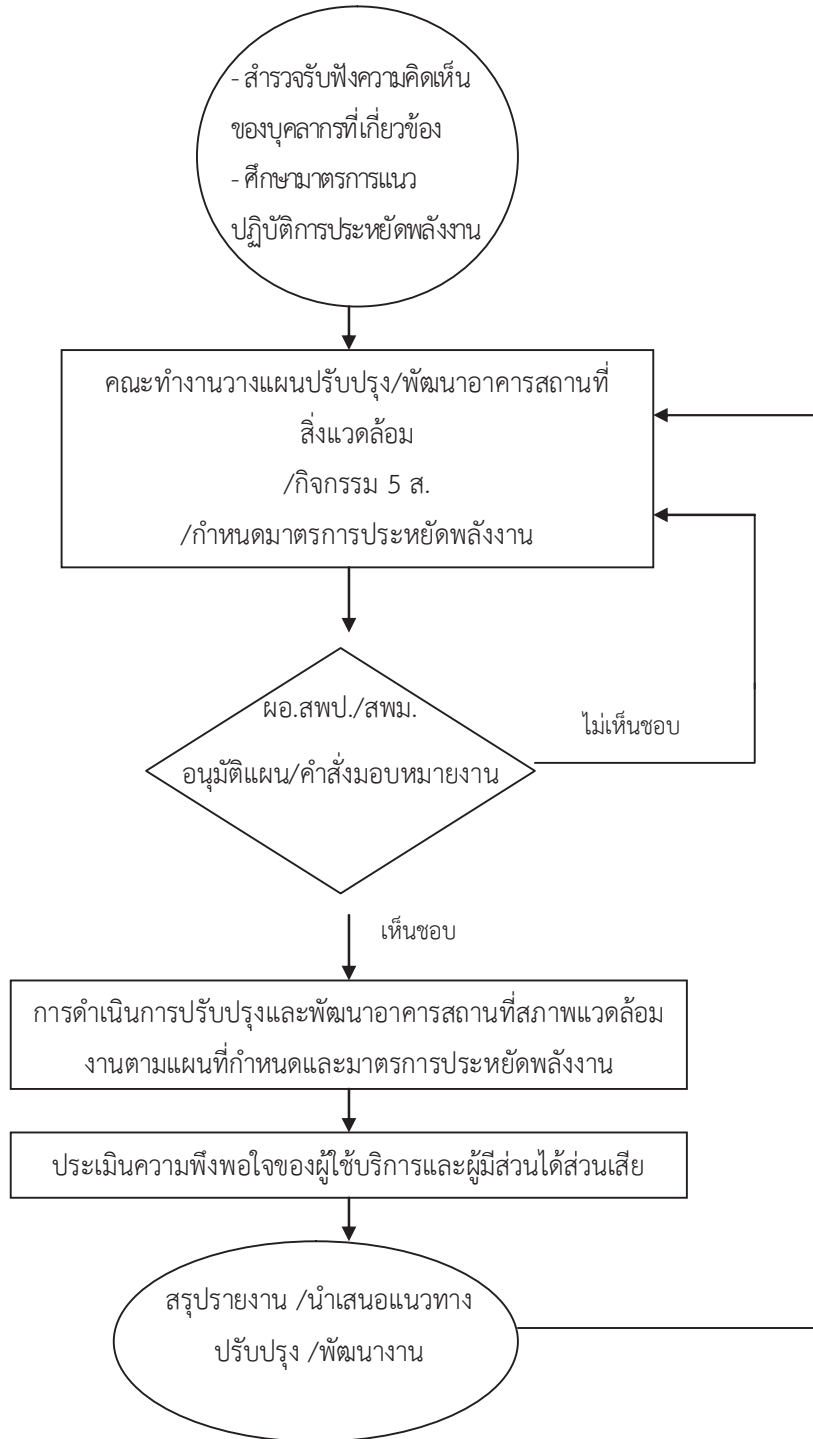 - สำรวจรับฟังความคิดเห็น
ของบุคลากรที่เกี่ยวข้อง
- ศึกษามาตรการแนว
ปฏิบัติการประหยัดพลังงาน
คณะทำงานวางแผนปรับปรุง/พัฒนาอาคารสถานที่
สิ่งแวดล้อม
/กิจกรรม 5 ส.
/กำหนดมาตรการประหยัดพลังงาน
ผอ.สพป./สพม.
อนุมัติแผน/คำสั่งมอบหมายงาน
ไม่เห็นชอบ
เห็นชอบ
การดำเนินการปรับปรุงและพัฒนาอาคารสถานที่สภาพแวดล้อม
งานตามแผนที่กำหนดและมาตรการประหยัดพลังงาน
ประเมินความพึงพอใจของผู้ใช้บริการและผู้มีส่วนได้ส่วนเสีย
สรุปรายงาน /นำเสนอแนวทาง
ปรับปรุง /พัฒนางาน